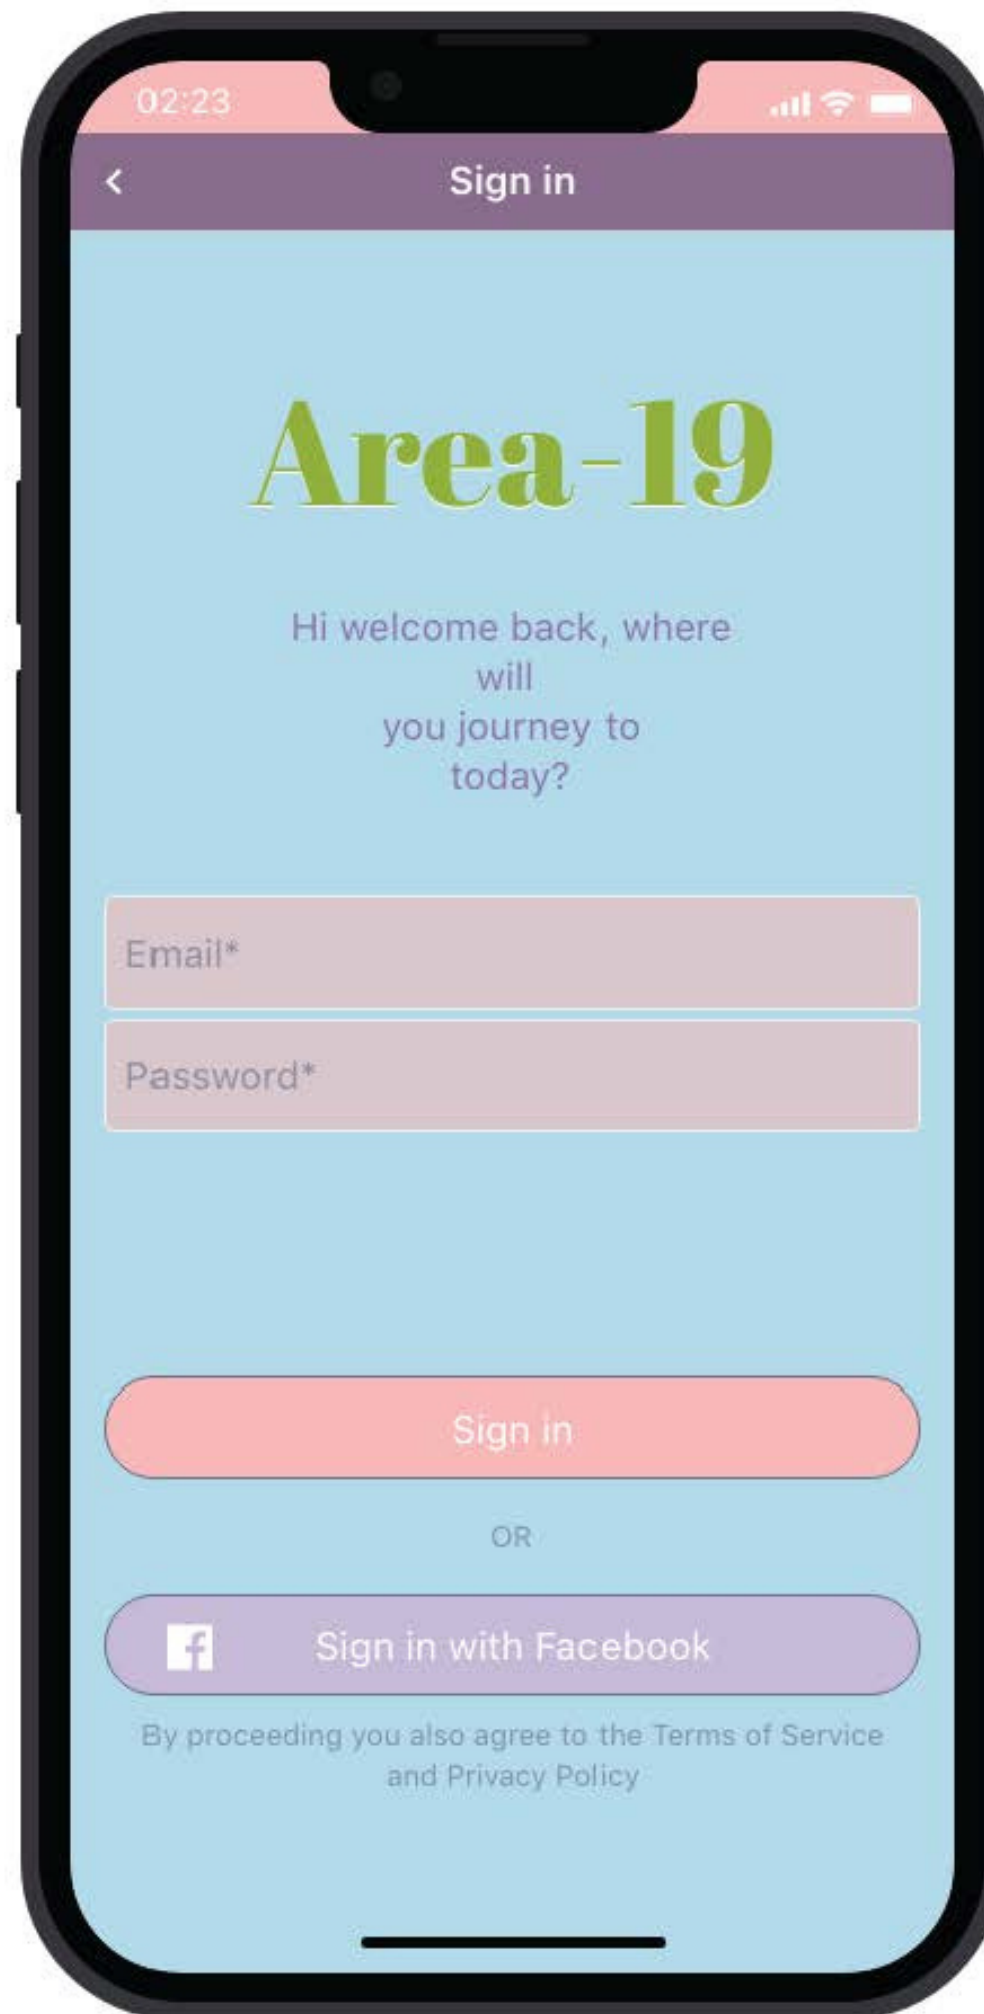 02:23
Sign in
Area-19
Hi welcome back, where
will
you journey to
today?
Email*
Password*
Sign in
OR
Sign in with Facebook
By proceeding you also agree to the Terms of Service
and Privacy Policy